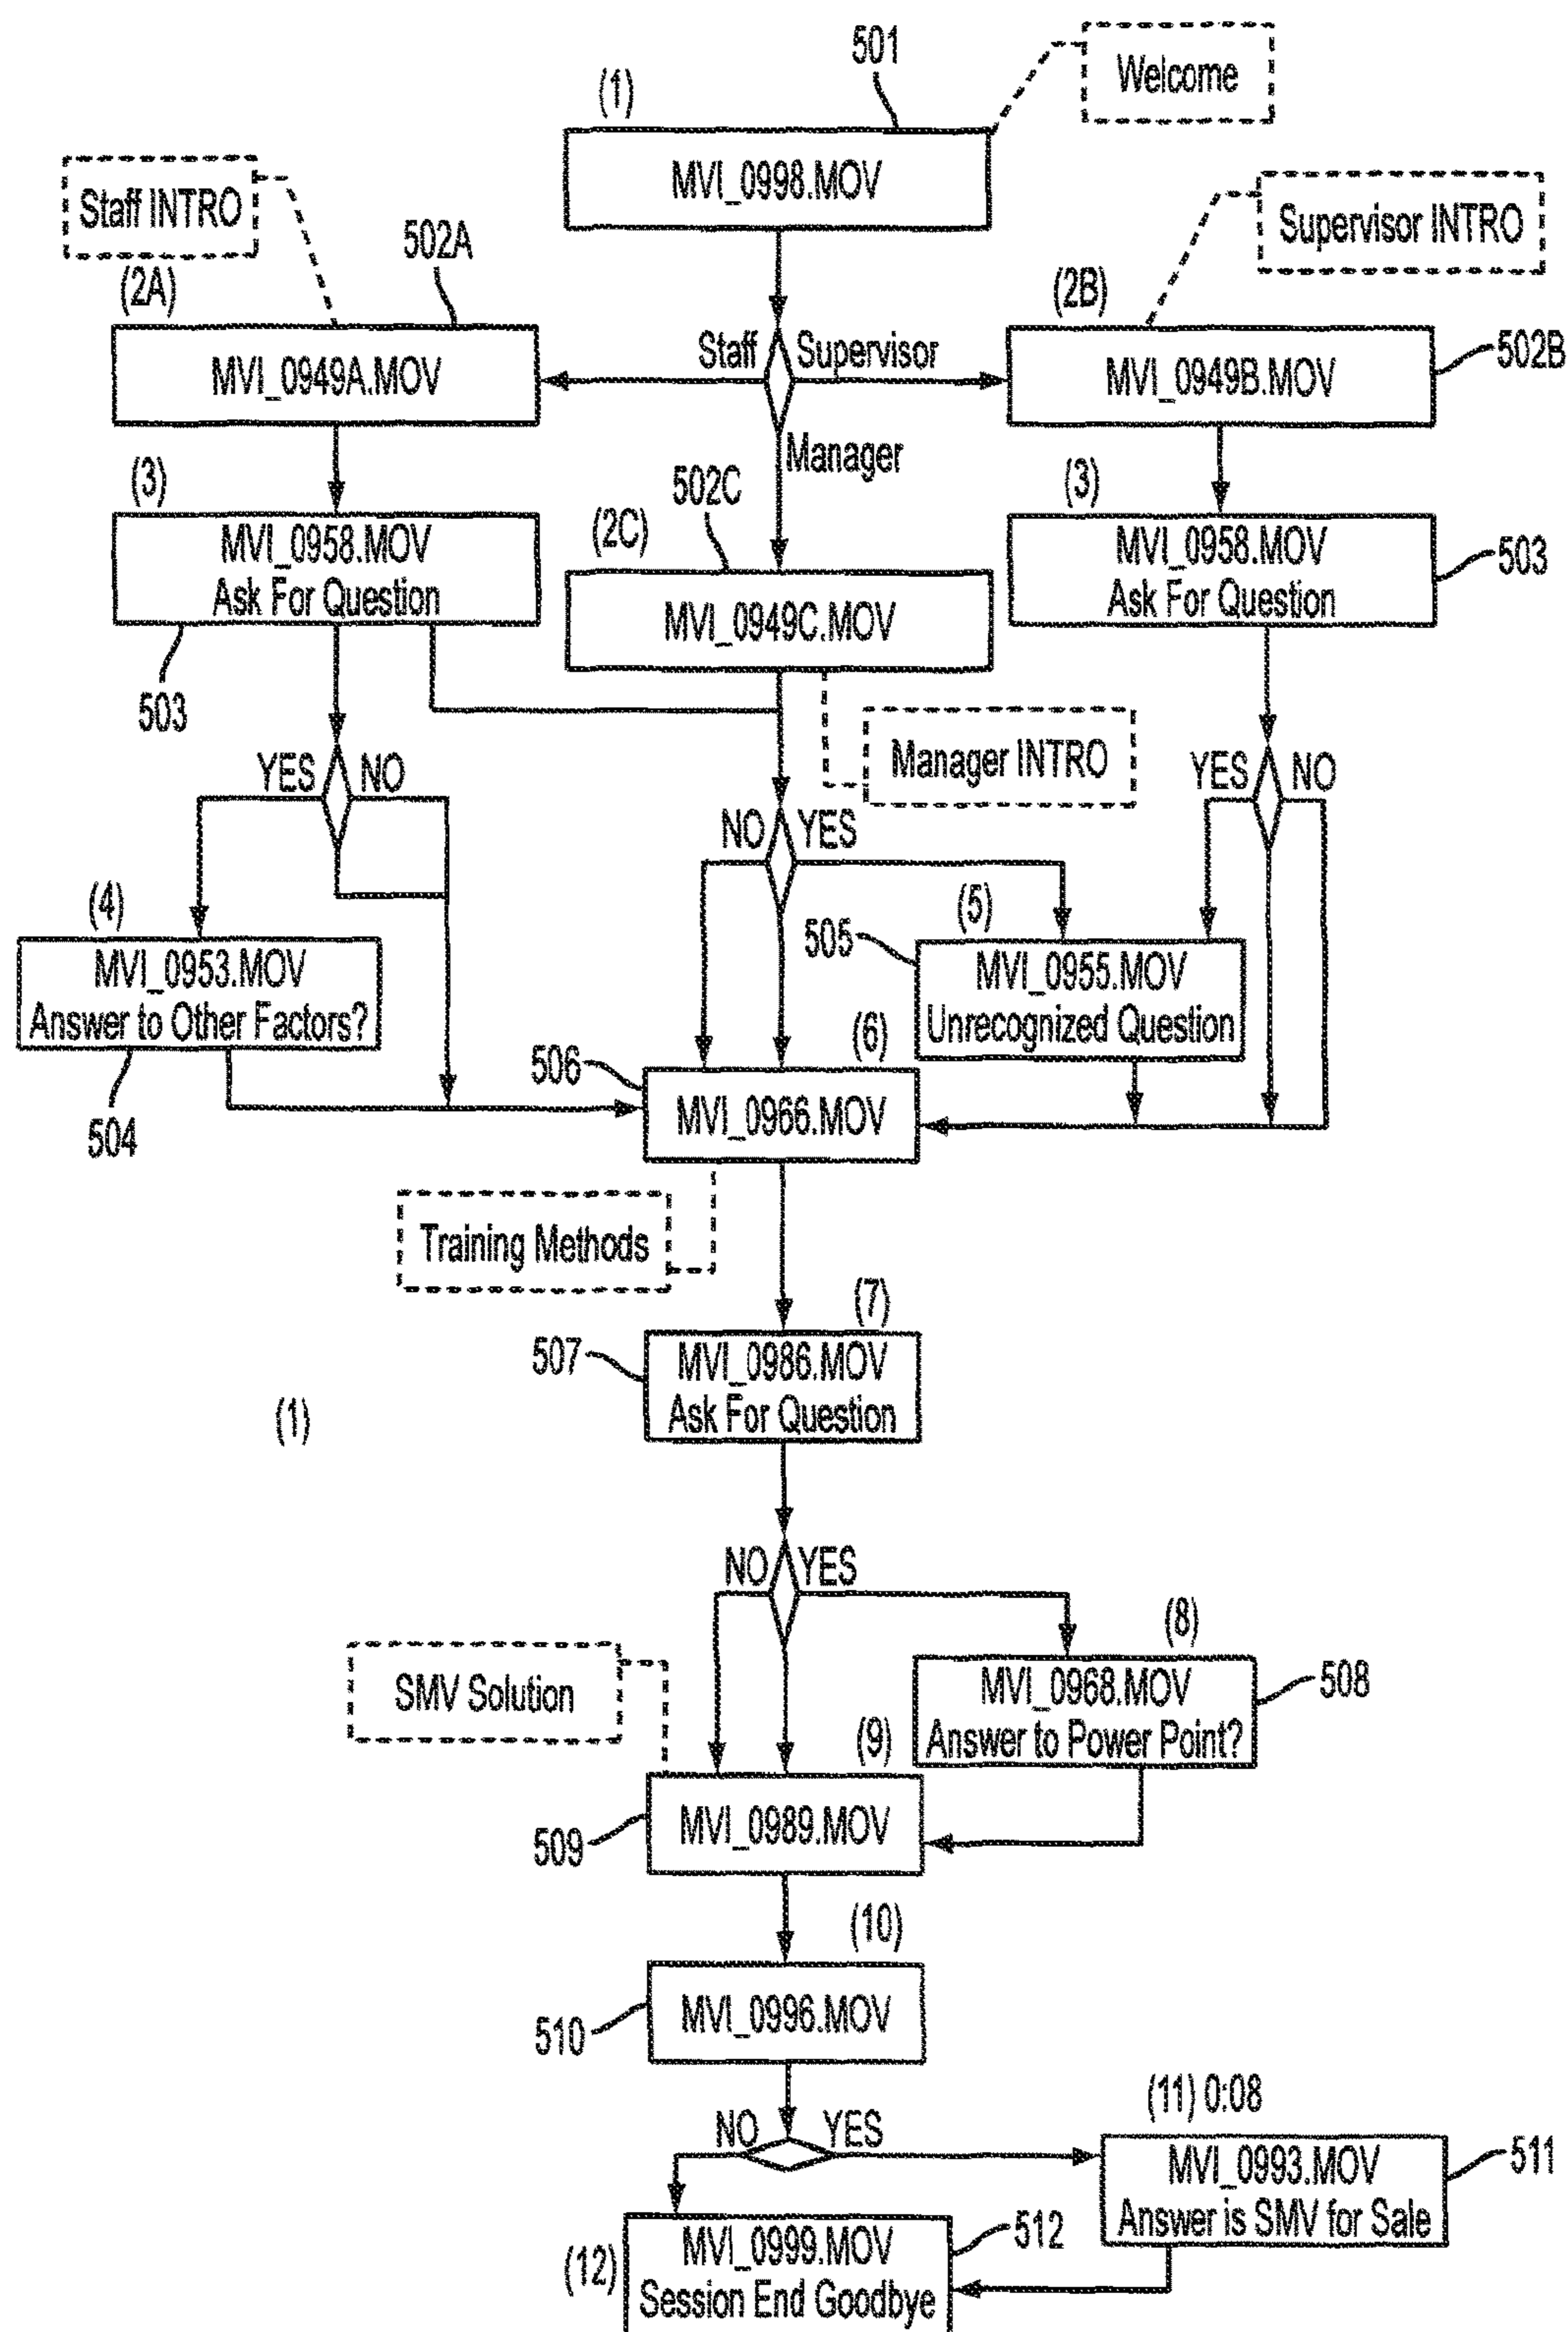 501
Welcome
(1)
MVI_0998.MOV
Staff INTRO
Supervisor INTRO
502A
(2A)
(2B)
MVI_0949A.MOV
Staff
Supervisor
MVI_0949B.MOV
502B
Manager
(3)
502C
(3)
(2C)
MVI_0958.MOV
Ask For Question
MVI_0958.MOV
Ask For Question
503
MVI_0949C.MOV
503
Manager INTRO
YES
NO
YES
NO
NO
YES
(4)
(5)
505
MVI_0953.MOV
Answer to Other Factors?
MVI_0955.MOV
Unrecognized Question
(6)
506
504
MVI_0966.MOV
Training Methods
(7)
507
MVI_0986.MOV
Ask For Question
(1)
NO
YES
(8)
SMV Solution
MVI_0968.MOV
Answer to Power Point?
508
(9)
MVI_0989.MOV
509
(10)
MVI_0996.MOV
510
(11) 0:08
NO
YES
MVI_0993.MOV
Answer is SMV for Sale
511
512
(12)
MVI_0999.MOV
Session End Goodbye